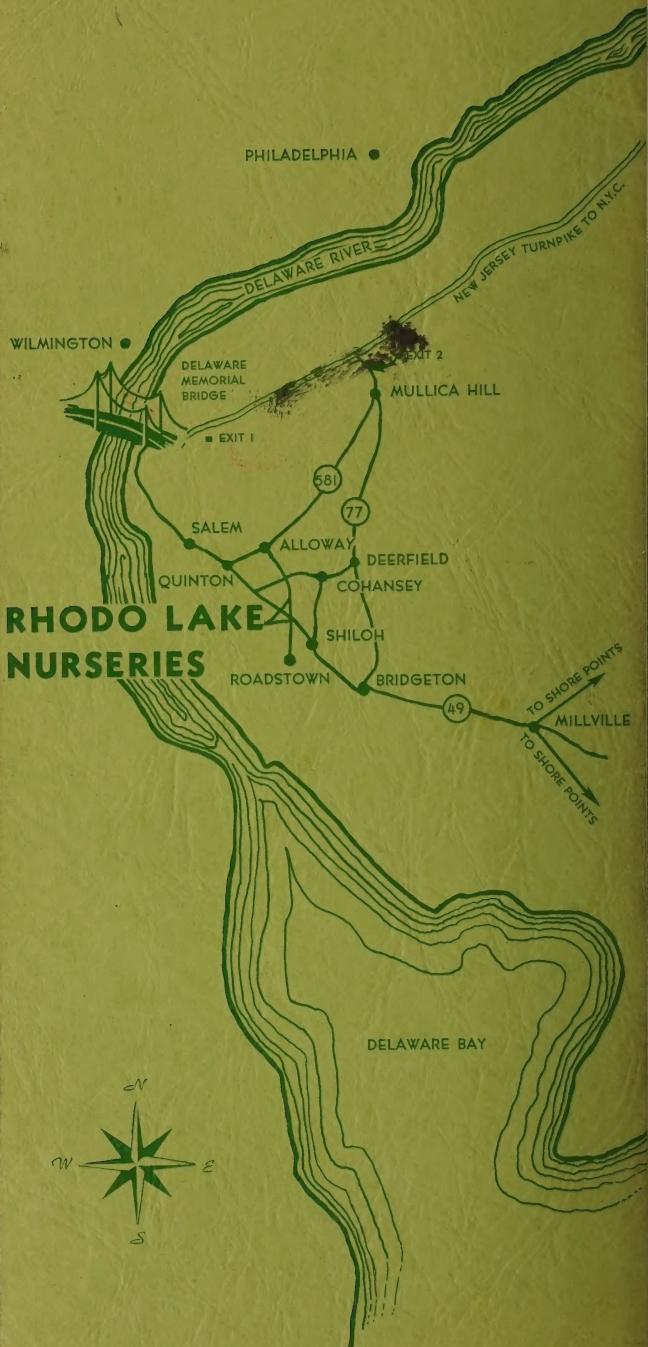 PHILADELPHIA
DELAWARE RIVER
NEW JERSEY TURNPIKE TO N.Y.C.
WILMINGTON
DELAWARE
MEMORIAL
BRIDGE
EXIT 2
MULLICA HILL
EXIT 1
581
77
SALEM
ALLOWAY
DEERFIELD
QUINTON
COHANSEY
RHODO LAKE
NURSERIES
SHILOH
ROADSTOWN
BRIDGETON
49
TO SHORE POINTS
MILLVILLE
TO SHORE POINTS
DELAWARE BAY
N
W
E
S